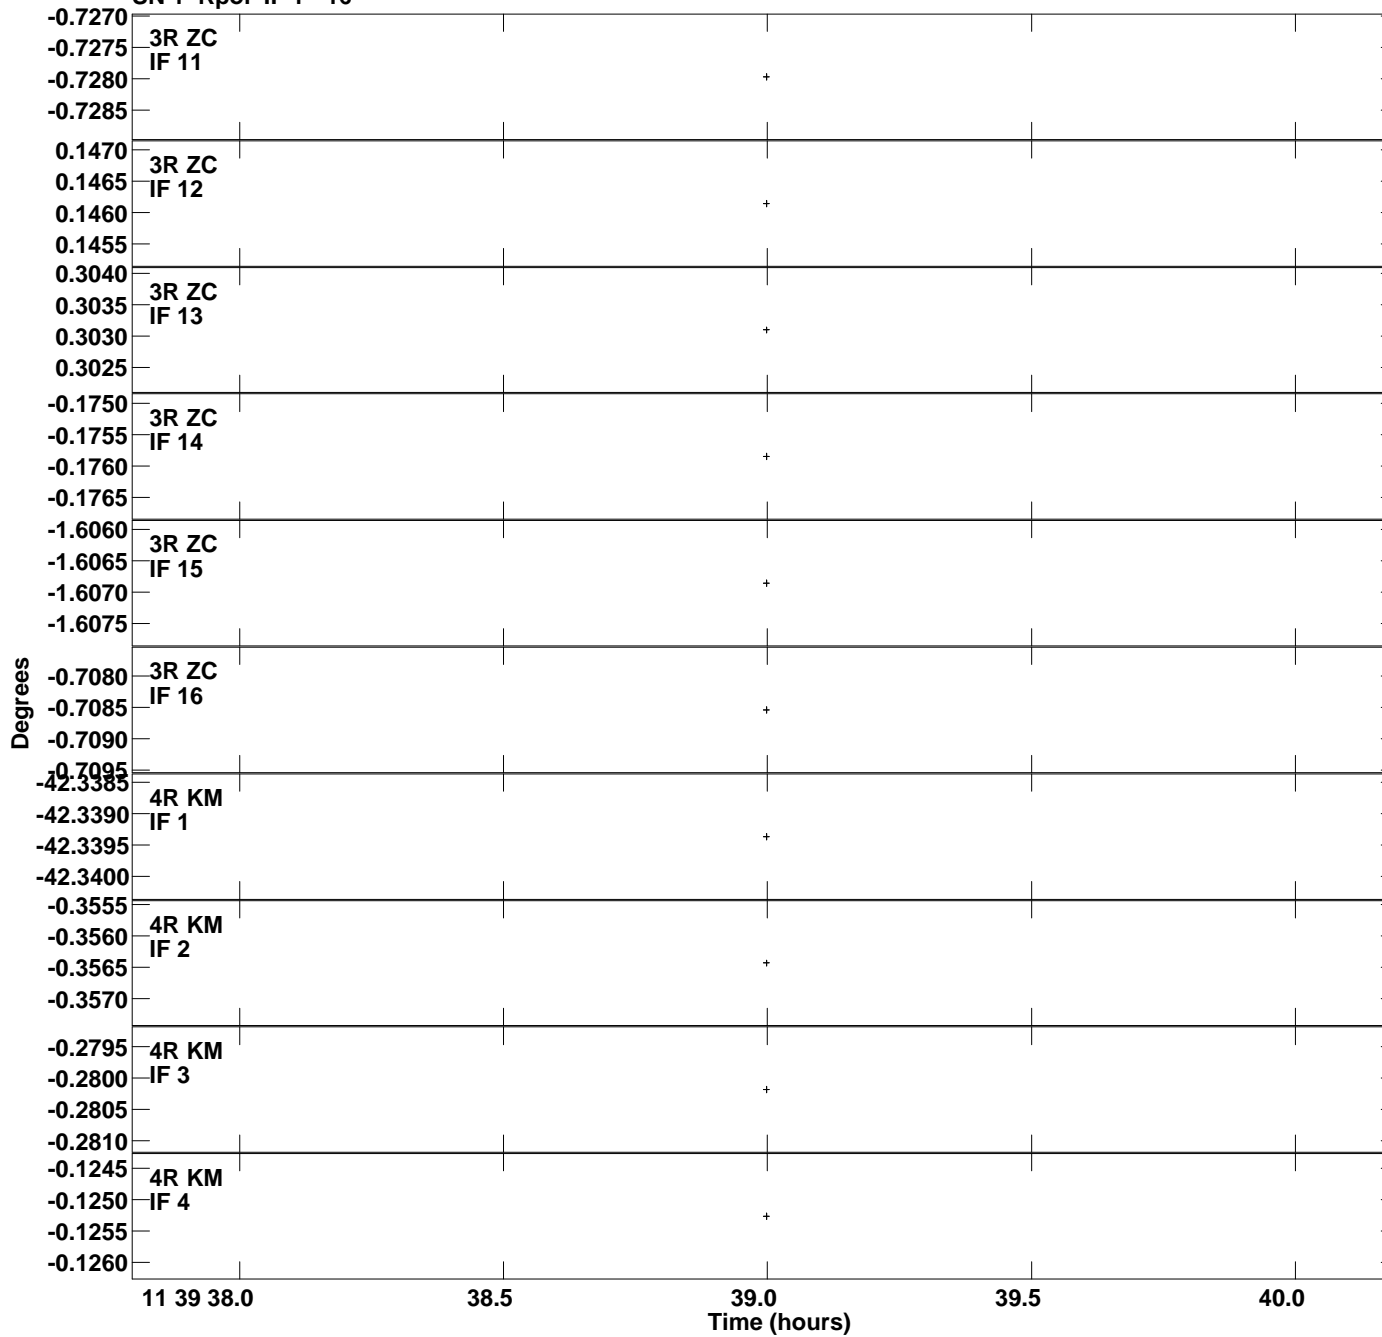 SN 1 Rpol IF 1 - 16
-0.7270
3R ZC
IF 11
-0.7275
-0.7280
-0.7285
0.1470
3R ZC
IF 12
0.1465
0.1460
0.1455
0.3040
3R ZC
IF 13
0.3035
0.3030
0.3025
-0.1750
3R ZC
IF 14
-0.1755
-0.1760
-0.1765
-1.6060
3R ZC
IF 15
-1.6065
-1.6070
-1.6075
3R ZC
IF 16
-0.7080
-0.7085
-0.7090
-0.7095
Degrees
-42.3385
4R KM
IF 1
-42.3390
-42.3395
-42.3400
-0.3555
4R KM
IF 2
-0.3560
-0.3565
-0.3570
4R KM
IF 3
-0.2795
-0.2800
-0.2805
-0.2810
4R KM
IF 4
-0.1245
-0.1250
-0.1255
-0.1260
11 39 38.0 38.5 39.0 39.5 40.0
Time (hours)